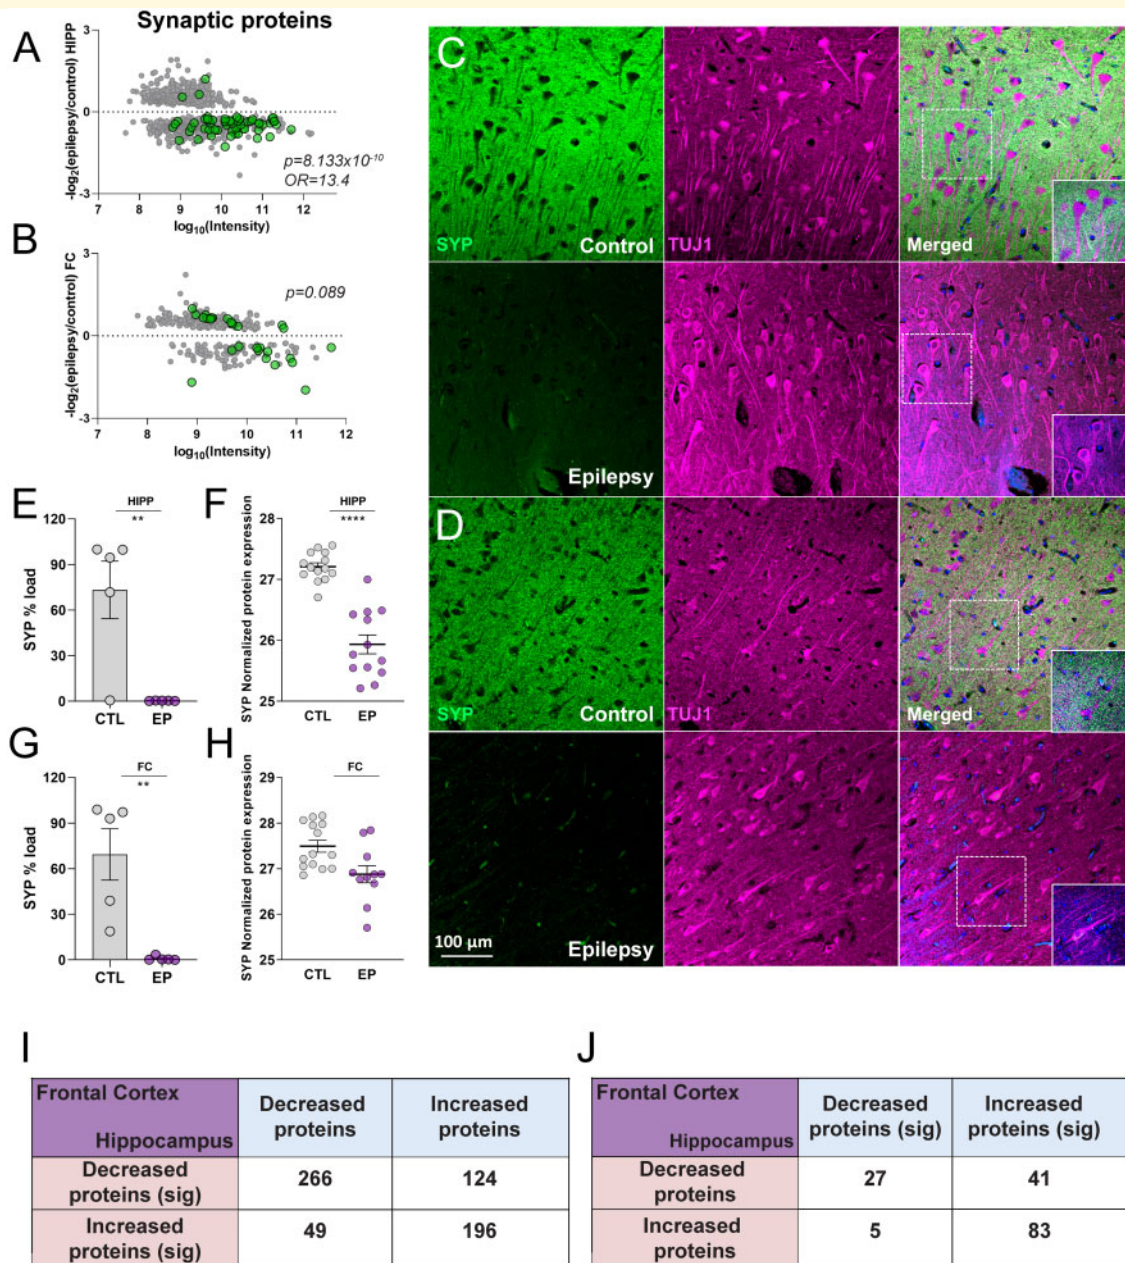 Synaptic proteins
A
3
0
-3
-log2(epilepsy/control) HIPP
p=8.133x10-10
OR=13.4
7 8 9 10 11 12
log10(Intensity)
B
3
0
-3
-log2(epilepsy/control) FC
p=0.089
7 8 9 10 11 12
log10(Intensity)
C
SYP
Control
TUJ1
Merged
Epilepsy
D
SYP
Control
TUJ1
Merged
100 µm
Epilepsy
E
HIPP
**
120
90
60
30
0
SYP % load
CTL EP
F
HIPP
****
28
27
26
25
SYP Normalized protein expression
CTL EP
G
FC
**
120
90
60
30
0
SYP % load
CTL EP
H
FC
29
28
27
26
25
SYP Normalized protein expression
CTL EP
I
Frontal Cortex
Hippocampus
Decreased
proteins
Increased
proteins
Decreased
proteins (sig)
266 124
Increased
proteins (sig)
49 196
J
Frontal Cortex
Hippocampus
Decreased
proteins (sig)
Increased
proteins (sig)
Decreased
proteins
27 41
Increased
proteins
5 83